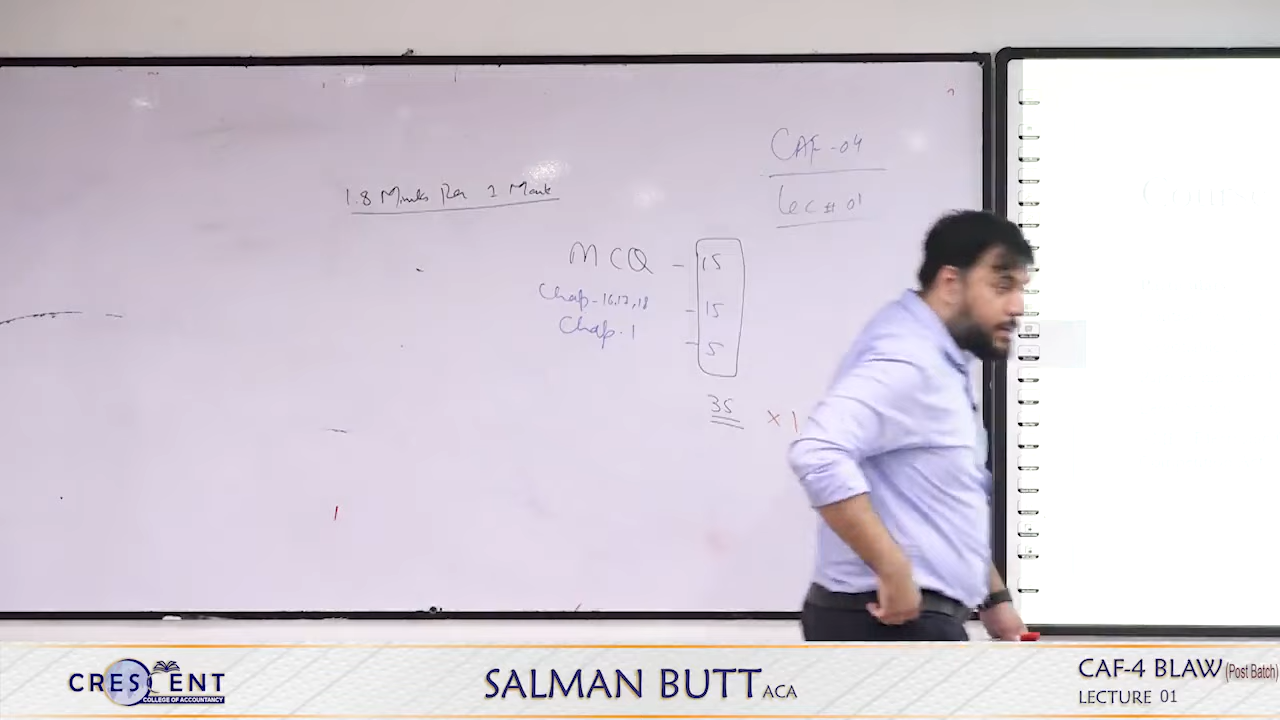 CAF-04
Lec # 01
1.8 Minutes Per 1 Mark
MCQ - 15
Chap-16,17,18 - 15
Chap-1 - 5
35 × 1
CRESCENT
COLLEGE OF ACCOUNTANCY
SALMAN BUTT ACA
CAF-4 BLAW (Post Batch)
LECTURE 01